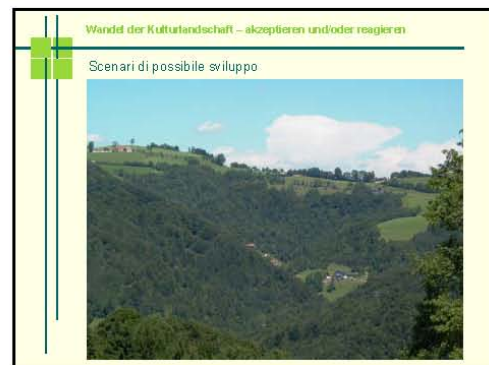 Wandel der Kulturlandschaft – akzeptieren und/oder reagieren
Scenari di possibile sviluppo